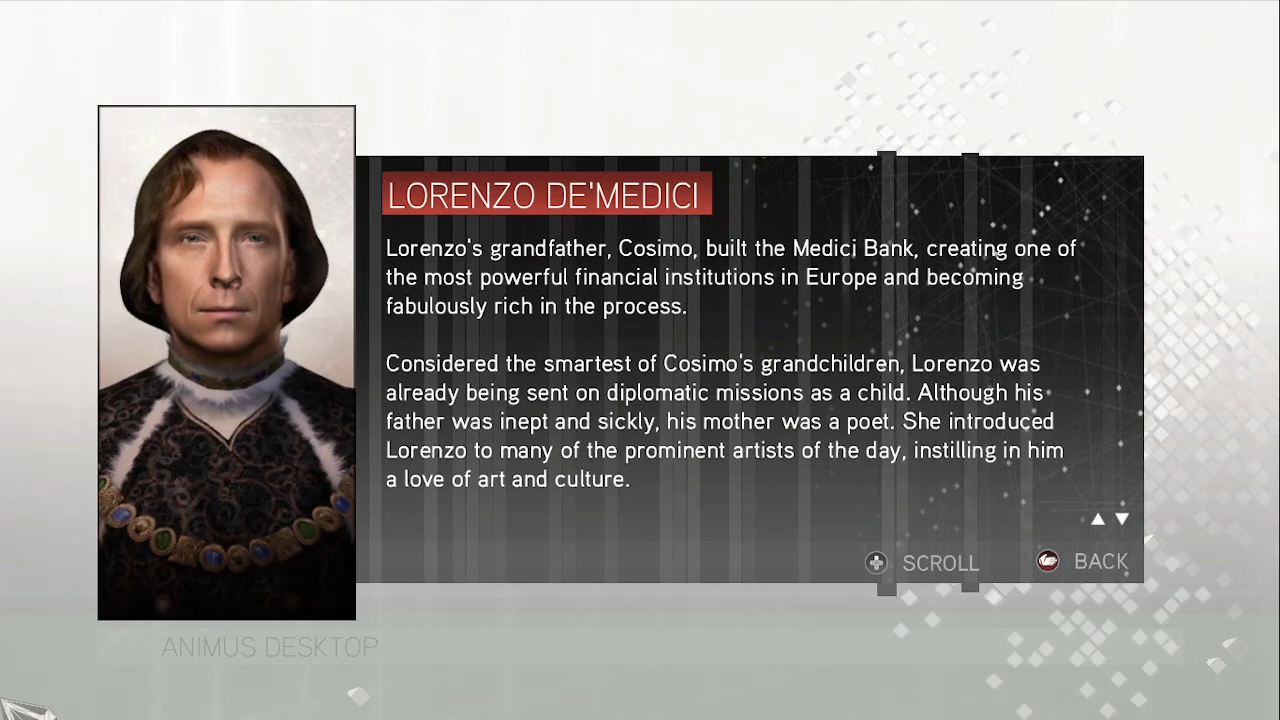 LORENZO DE'MEDICI
Lorenzo's grandfather, Cosimo, built the Medici Bank, creating one of
the most powerful financial institutions in Europe and becoming
fabulously rich in the process.
Considered the smartest of Cosimo's grandchildren, Lorenzo was
already being sent on diplomatic missions as a child. Although his
father was inept and sickly, his mother was a poet. She introduced
Lorenzo to many of the prominent artists of the day, instilling in him
a love of art and culture.
SCROLL BACK
ANIMUS DESKTOP